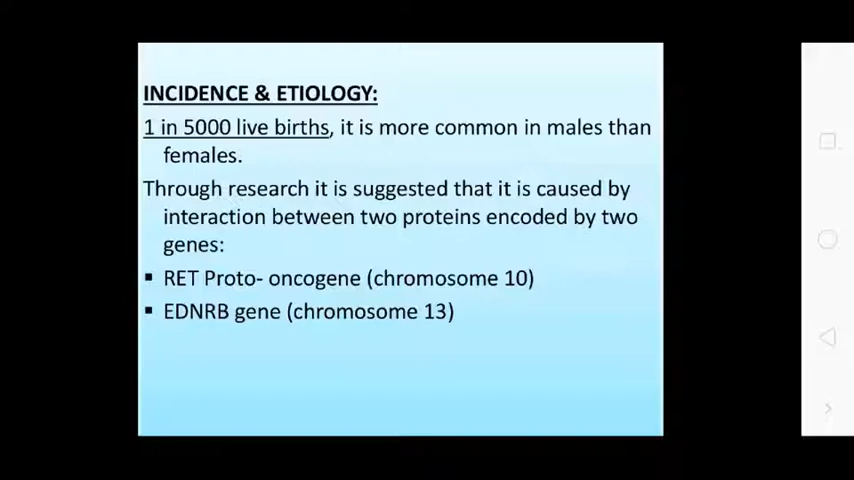 INCIDENCE & ETIOLOGY:
1 in 5000 live births, it is more common in males than
females.
Through research it is suggested that it is caused by
interaction between two proteins encoded by two
genes:
▪ RET Proto- oncogene (chromosome 10)
▪ EDNRB gene (chromosome 13)